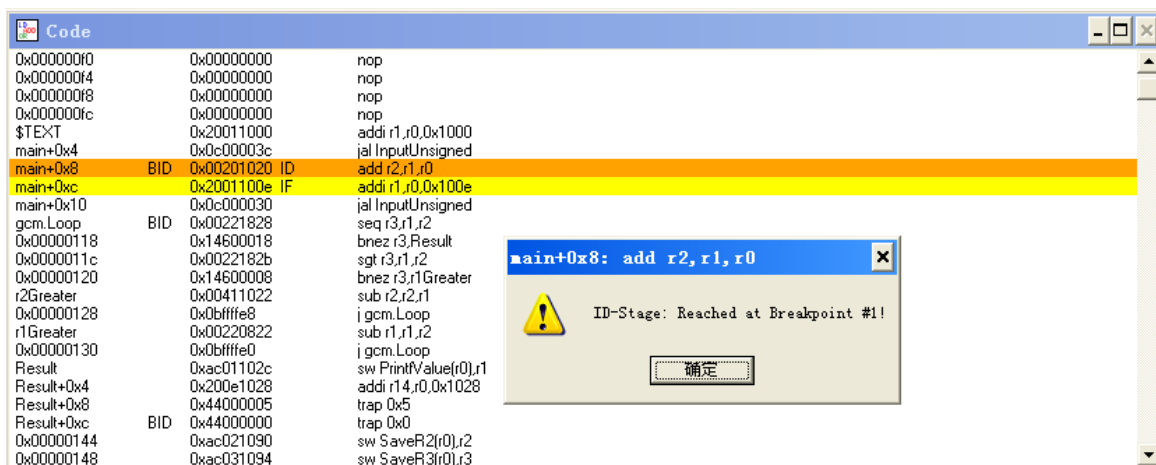 Code
0x000000f0 0x00000000 nop
0x000000f4 0x00000000 nop
0x000000f8 0x00000000 nop
0x000000fc 0x00000000 nop
$TEXT 0x20011000 addi r1,r0,0x1000
main+0x4 0x0c00003c jal InputUnsigned
main+0x8 BID 0x00201020 ID add r2,r1,r0
main+0xc 0x2001100e IF addi r1,r0,0x100e
main+0x10 0x0c000030 jal InputUnsigned
gcm.Loop BID 0x00221828 seq r3,r1,r2
0x00000118 0x14600018 bnez r3,Result
0x0000011c 0x0022182b sgt r3,r1,r2
0x00000120 0x14600008 bnez r3,r1Greater
r2Greater 0x00411022 sub r2,r2,r1
0x00000128 0x0bffffe8 j gcm.Loop
r1Greater 0x00220822 sub r1,r1,r2
0x00000130 0x0bffffe0 j gcm.Loop
Result 0xac01102c sw PrintfValue(r0),r1
Result+0x4 0x200e1028 addi r14,r0,0x1028
Result+0x8 0x44000005 trap 0x5
Result+0xc BID 0x44000000 trap 0x0
0x00000144 0xac021090 sw SaveR2(r0),r2
0x00000148 0xac031094 sw SaveR3(r0),r3
main+0x8: add r2,r1,r0
ID-Stage: Reached at Breakpoint #1!
确定